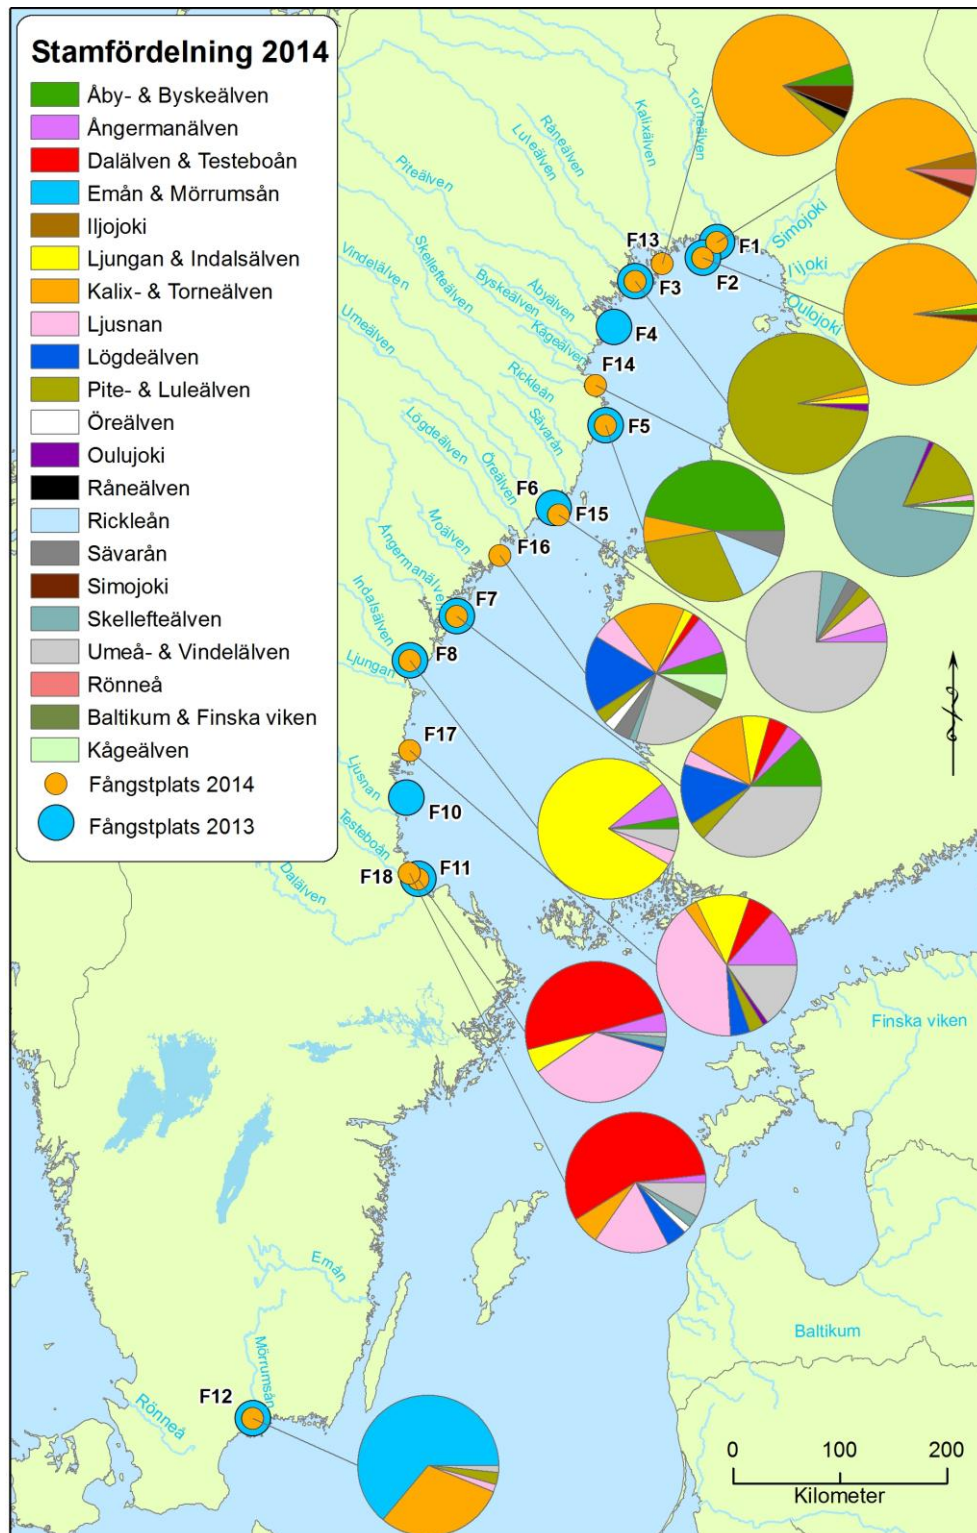 Stamfördelning 2014
Åby- & Byskeälven
Ångermanälven
Dalälven & Testeboån
Emån & Mörrumsån
Iljojoki
Ljungan & Indalsälven
Kalix- & Torneälven
Ljusnan
Lögdeälven
Pite- & Luleälven
Öreälven
Oulujoki
Råneälven
Rickleån
Sävarån
Simojoki
Skellefteälven
Umeå- & Vindelälven
Rönneå
Baltikum & Finska viken
Kågeälven
Fångstplats 2014
Fångstplats 2013
Torneälven
Kalixälven
Råneälven
Luleälven
Piteälven
Vindelälven
Skellefteälven
Byskeälven
Åbyälven
Kågeälven
Umeälven
Rickleån
Sävarån
Lögdeälven
Öreälven
Moälven
Ångermanälven
Indalsälven
Ljungan
Ljusnan
Testeboån
Dalälven
Simojoki
Iijoki
Oulojoki
F13
F1
F2
F3
F4
F14
F5
F6
F15
F16
F7
F8
F17
F10
F18
F11
Finska viken
Emån
Mörrumsån
Rönneå
F12
Baltikum
0 100 200
Kilometer